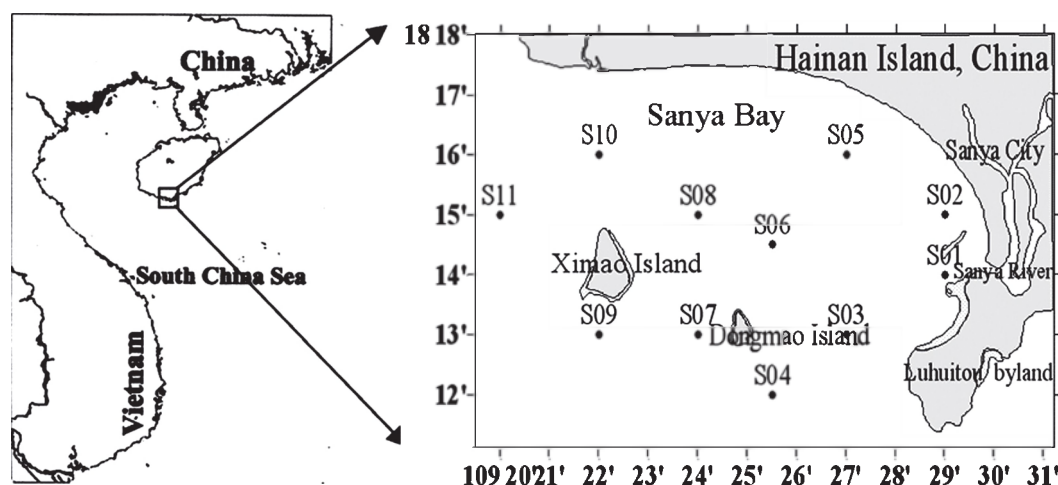 China
South China Sea
Vietnam
18 18'
17'
16'
15'
14'
13'
12'
Hainan Island, China
Sanya Bay
S10
S05
Sanya City
S11
S08
S02
S06
S01
Ximao Island
Sanya River
S09
S07
S03
Dongmao Island
S04
Luhuitou byland
109 20 21' 22' 23' 24' 25' 26' 27' 28' 29' 30' 31'